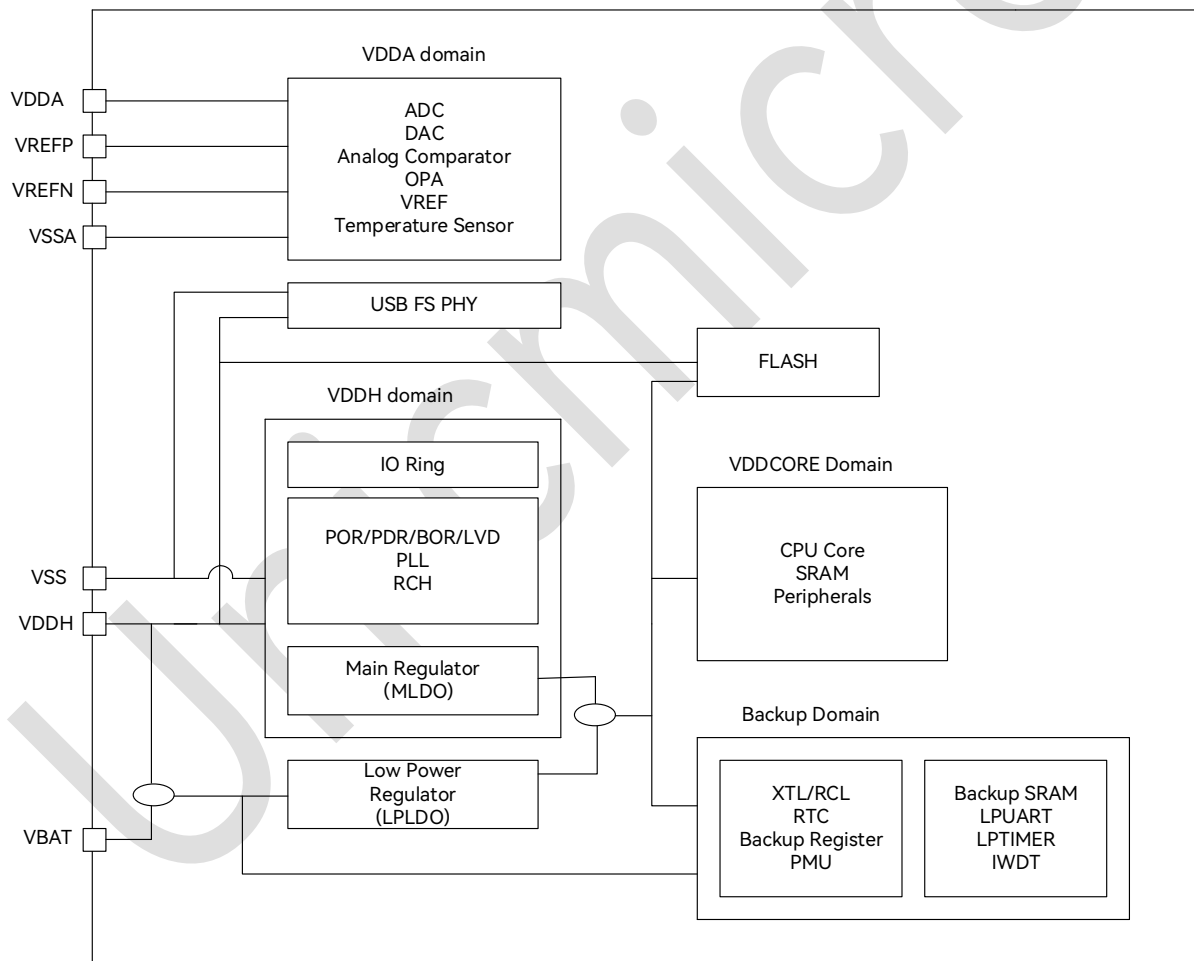 VDDA domain
VDDA
VREFP
VREFN
VSSA
ADC
DAC
Analog Comparator
OPA
VREF
Temperature Sensor
USB FS PHY
FLASH
VDDH domain
IO Ring
POR/PDR/BOR/LVD
PLL
RCH
VSS
VDDH
Main Regulator
(MLDO)
VDDCORE Domain
CPU Core
SRAM
Peripherals
Low Power
Regulator
(LPLDO)
VBAT
Backup Domain
XTL/RCL
RTC
Backup Register
PMU
Backup SRAM
LPUART
LPTIMER
IWDT
Unicmicro